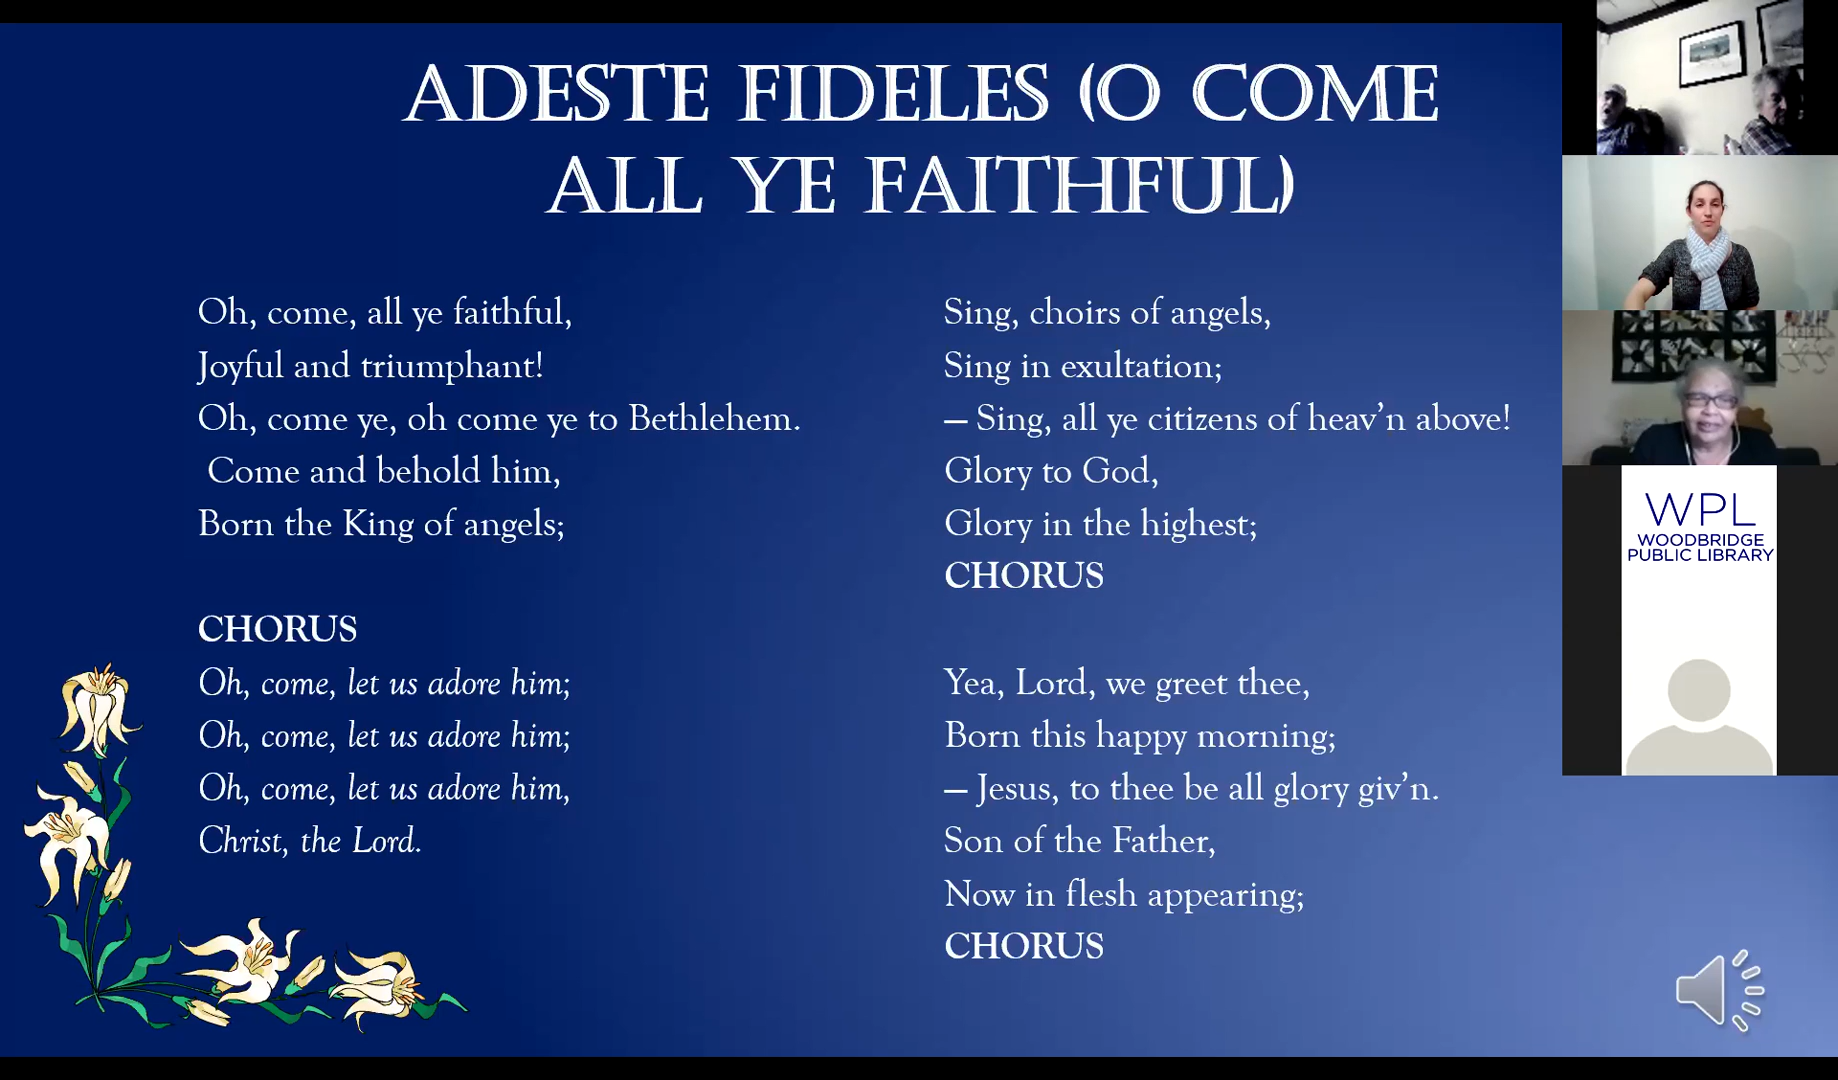 ADESTE FIDELES (O COME
ALL YE FAITHFUL)
Oh, come, all ye faithful,
Joyful and triumphant!
Oh, come ye, oh come ye to Bethlehem.
Come and behold him,
Born the King of angels;
CHORUS
Oh, come, let us adore him;
Oh, come, let us adore him;
Oh, come, let us adore him,
Christ, the Lord.
Sing, choirs of angels,
Sing in exultation;
– Sing, all ye citizens of heav’n above!
Glory to God,
Glory in the highest;
CHORUS
Yea, Lord, we greet thee,
Born this happy morning;
– Jesus, to thee be all glory giv’n.
Son of the Father,
Now in flesh appearing;
CHORUS
WPL
WOODBRIDGE
PUBLIC LIBRARY